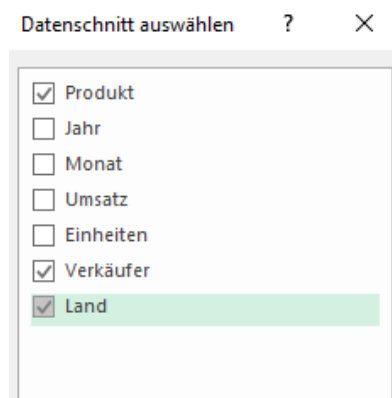 Datenschnitt auswählen ?
Produkt
Jahr
Monat
Umsatz
Einheiten
Verkäufer
Land